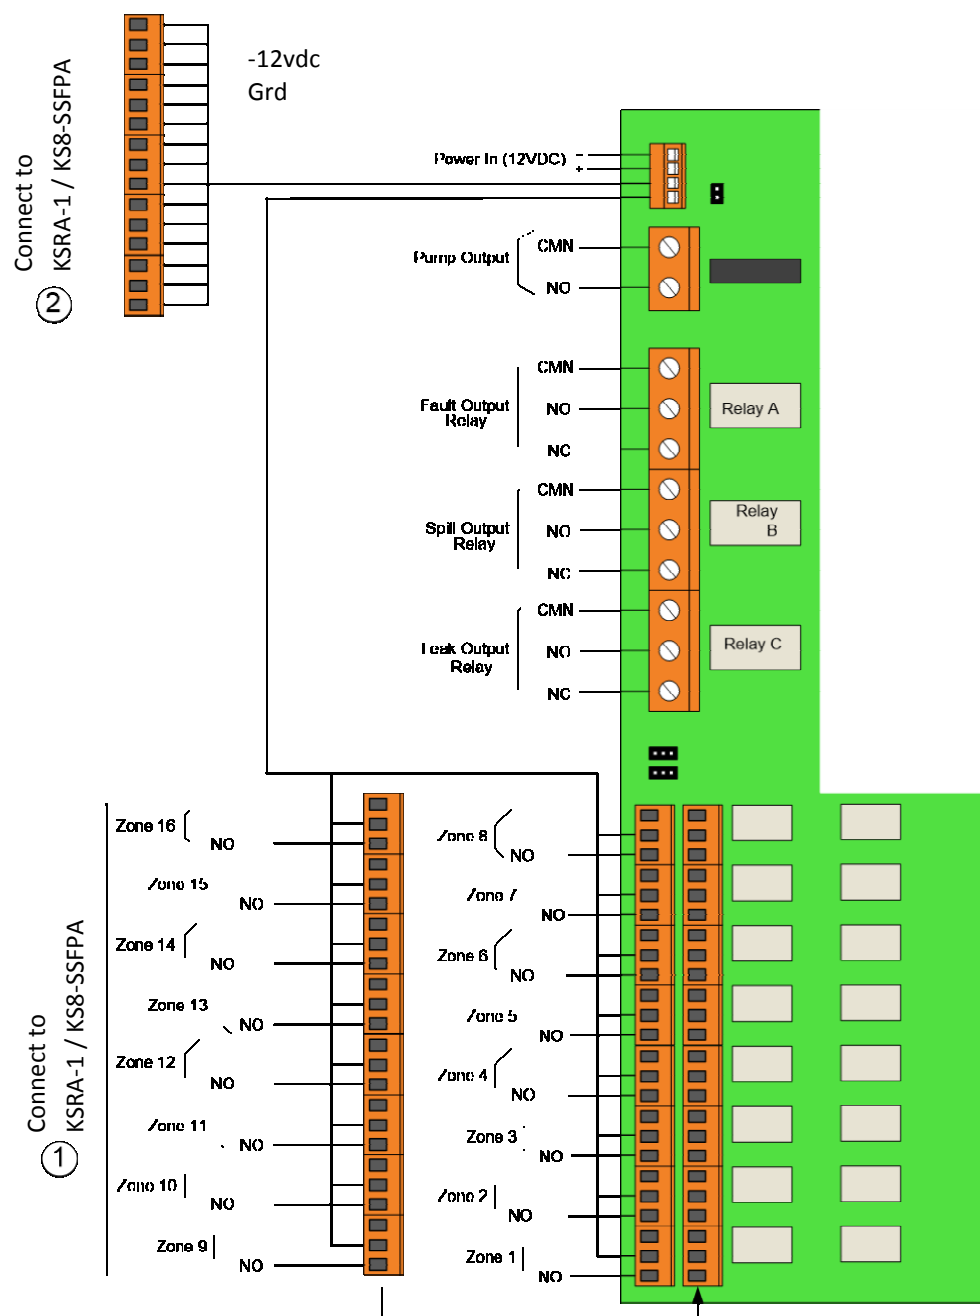 -12vdc
Grd
Connect to
KSRA-1 / KS8-SSFPA
2
Power In (12VDC) -
+
Pump Output
CMN
NO
CMN
Fault Output
Relay
NO
NC
Relay A
CMN
Spill Output
Relay
NO
NC
Relay
B
CMN
Leak Output
Relay
NO
NC
Relay C
Connect to
KSRA-1 / KS8-SSFPA
1
Zone 16
NO
Zone 15
NO
Zone 14
NO
Zone 13
NO
Zone 12
NO
Zone 11
NO
Zone 10
NO
Zone 9
NO
Zone 8
NO
Zone 7
NO
Zone 6
NO
Zone 5
NO
Zone 4
NO
Zone 3
NO
Zone 2
NO
Zone 1
NO